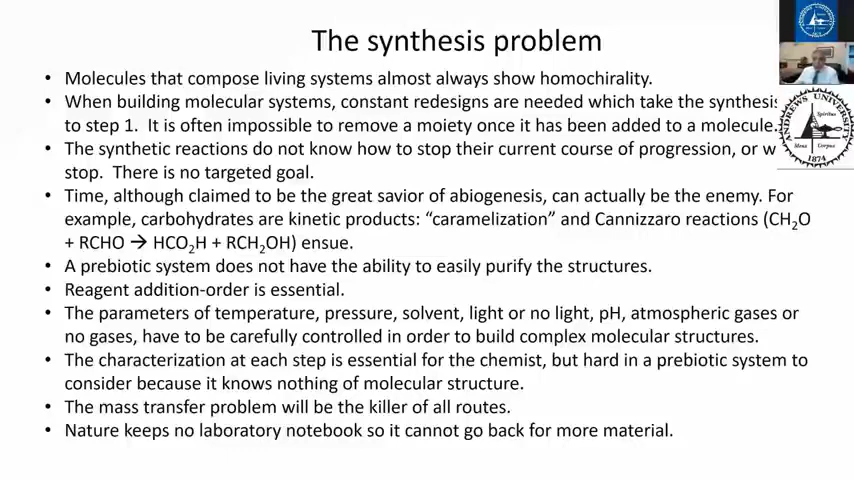 The synthesis problem
• Molecules that compose living systems almost always show homochirality.
• When building molecular systems, constant redesigns are needed which take the synthesis
to step 1. It is often impossible to remove a moiety once it has been added to a molecule.
• The synthetic reactions do not know how to stop their current course of progression, or w
stop. There is no targeted goal.
• Time, although claimed to be the great savior of abiogenesis, can actually be the enemy. For
example, carbohydrates are kinetic products: “caramelization” and Cannizzaro reactions (CH₂O
+ RCHO → HCO₂H + RCH₂OH) ensue.
• A prebiotic system does not have the ability to easily purify the structures.
• Reagent addition-order is essential.
• The parameters of temperature, pressure, solvent, light or no light, pH, atmospheric gases or
no gases, have to be carefully controlled in order to build complex molecular structures.
• The characterization at each step is essential for the chemist, but hard in a prebiotic system to
consider because it knows nothing of molecular structure.
• The mass transfer problem will be the killer of all routes.
• Nature keeps no laboratory notebook so it cannot go back for more material.
ANDREWS UNIVERSITY
Spiritus
Mens Corpus
1874